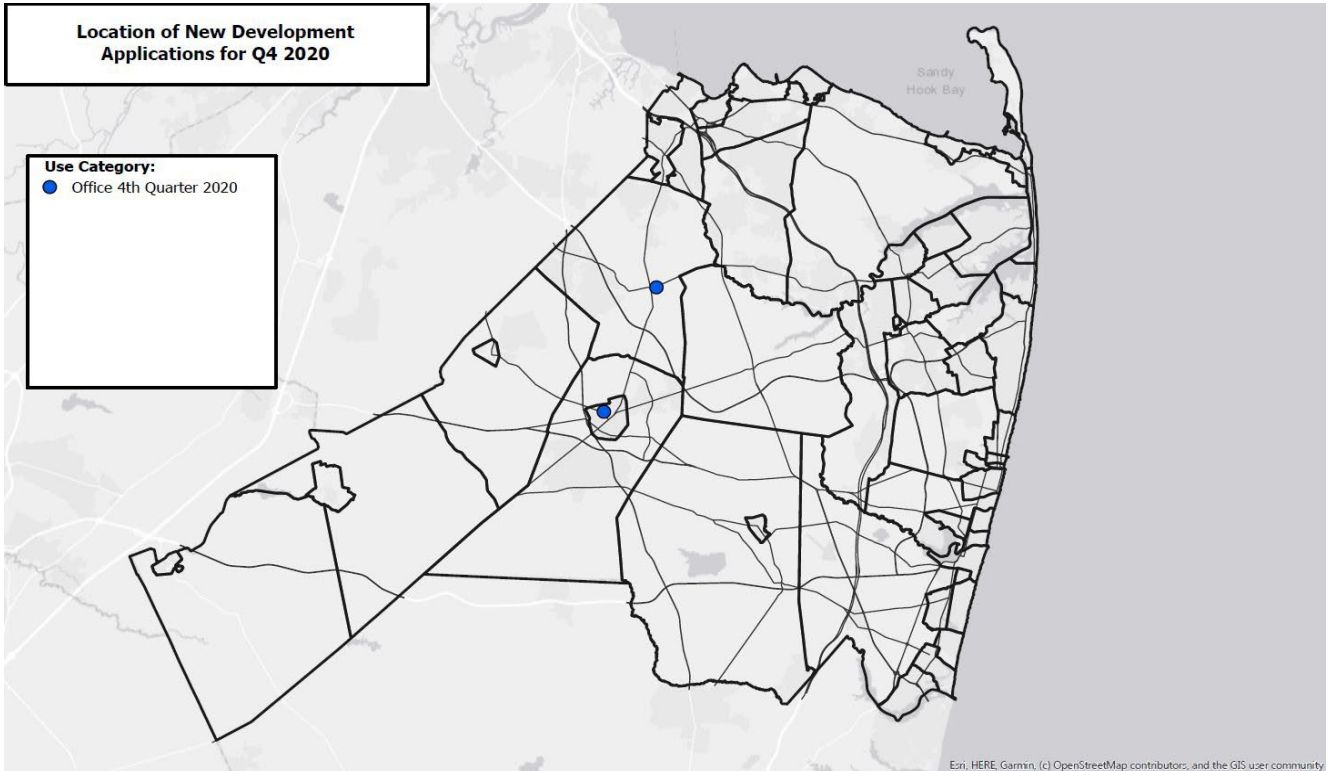 Location of New Development
Applications for Q4 2020
Sandy
Hook Bay
Use Category:
Office 4th Quarter 2020
Esri, HERE, Garmin, (c) OpenStreetMap contributors, and the GIS user community